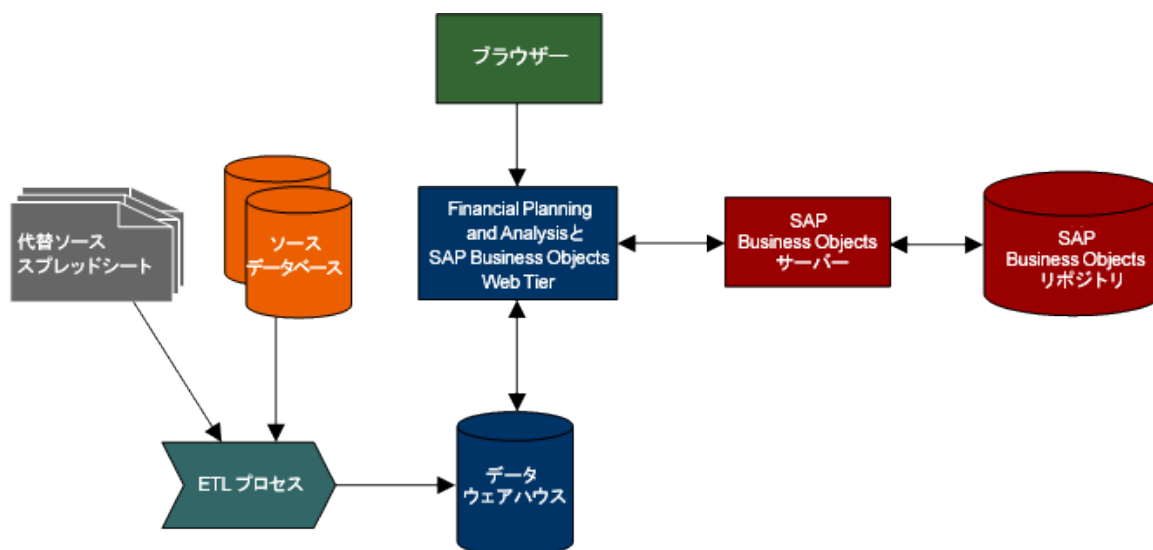 ブラウザー
代替ソース
スプレッドシート
ソース
データベース
Financial Planning
and Analysisと
SAP Business Objects
Web Tier
SAP
Business Objects
サーバー
SAP
Business Objects
リポジトリ
ETL プロセス
データ
ウェアハウス